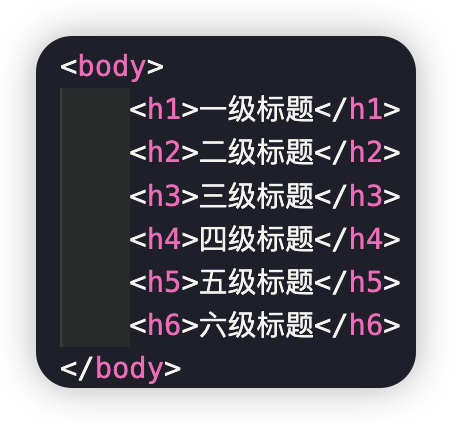 <body>
<h1>一级标题</h1>
<h2>二级标题</h2>
<h3>三级标题</h3>
<h4>四级标题</h4>
<h5>五级标题</h5>
<h6>六级标题</h6>
</body>